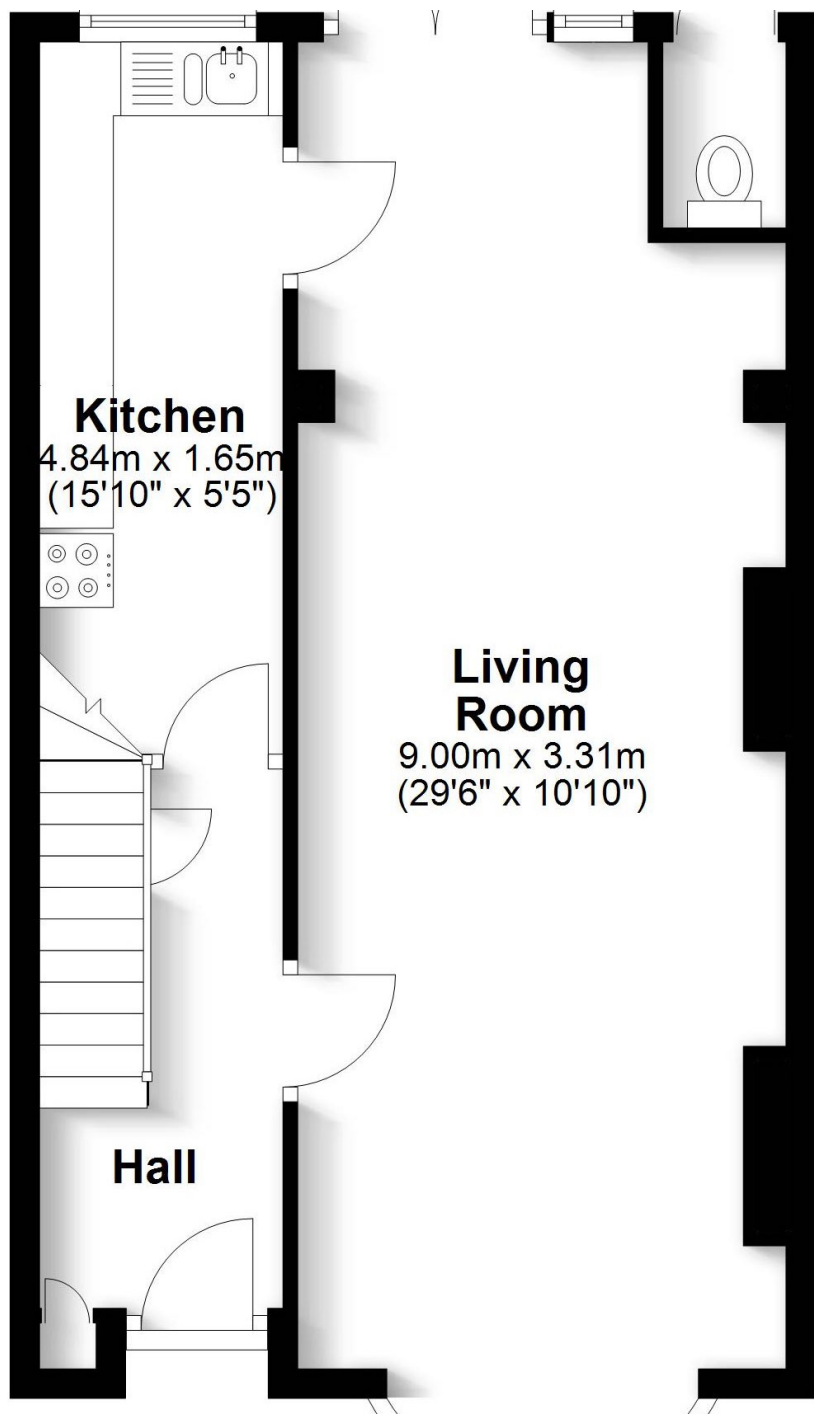 Kitchen
4.84m x 1.65m
(15'10" x 5'5")
Living
Room
9.00m x 3.31m
(29'6" x 10'10")
Hall